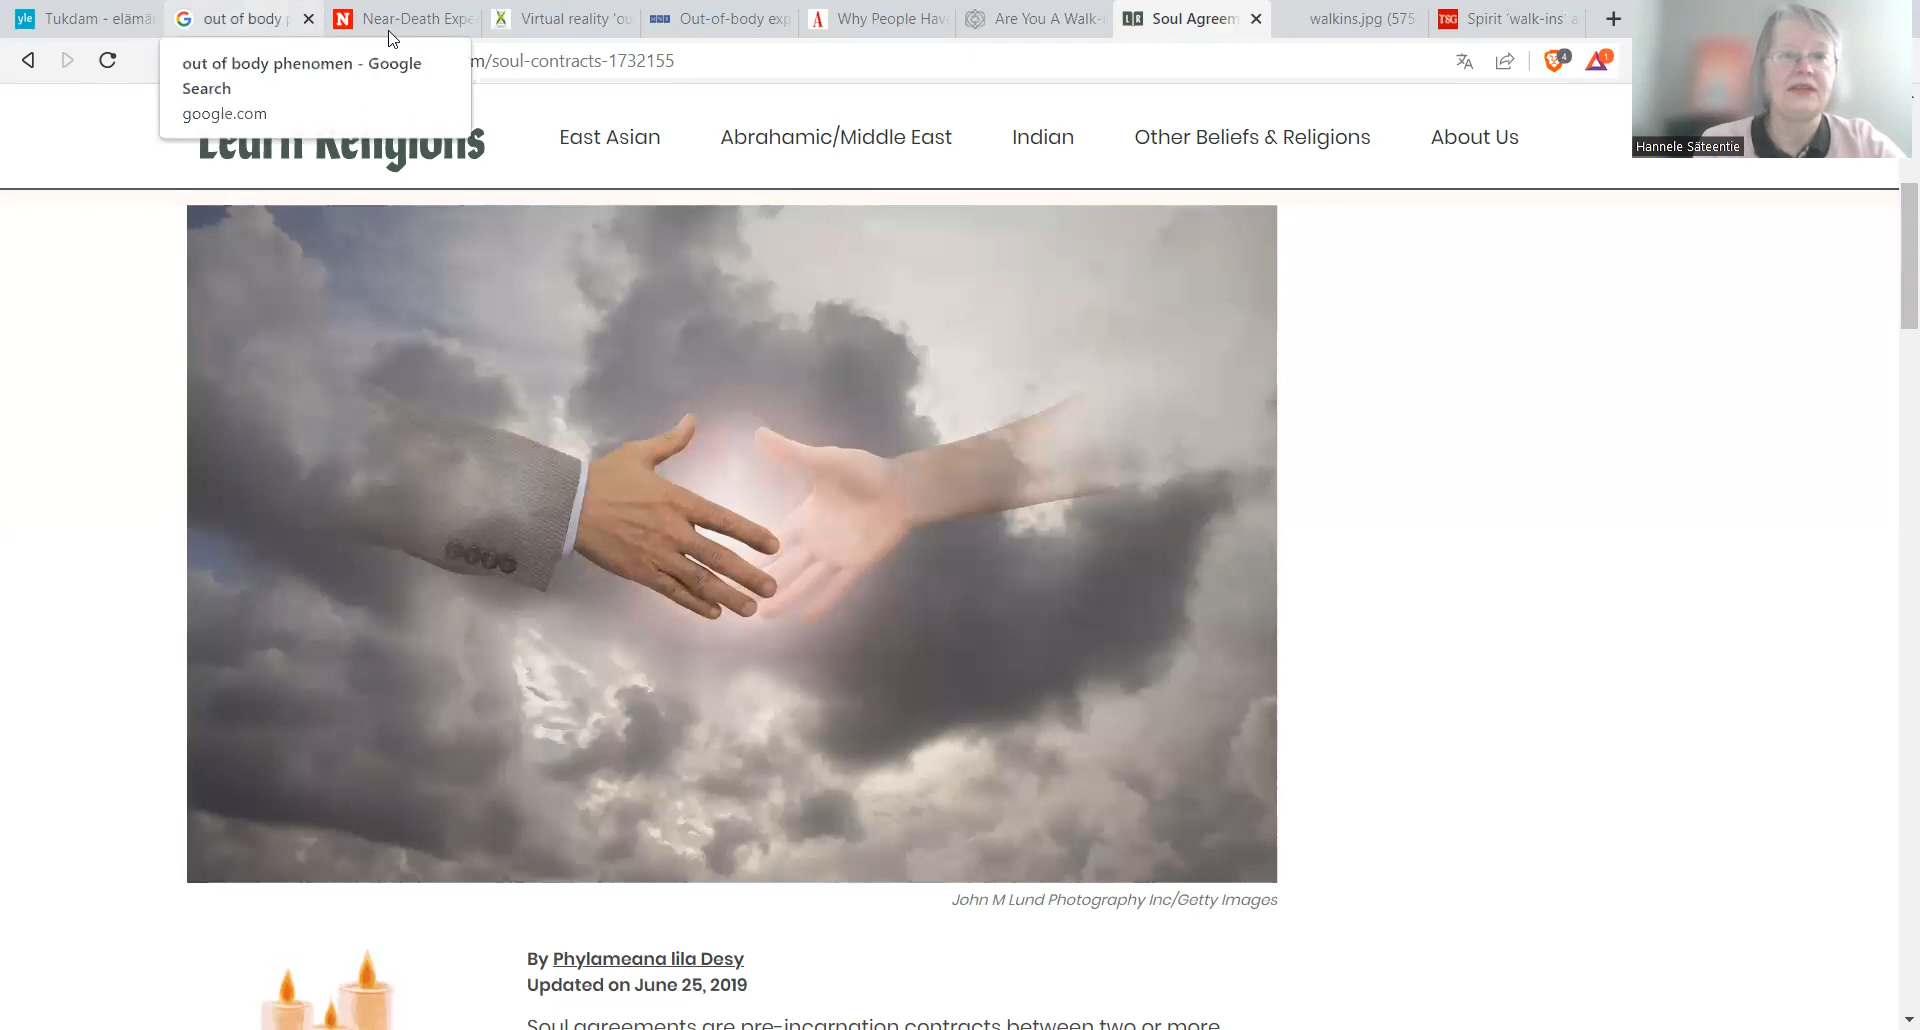 yle Tukdam - elämä
out of body p
N Near-Death Expe
Virtual reality 'ou
Out-of-body exp
Why People Hav
Are You A Walk-i
LR Soul Agreem
walkins.jpg (575
T&G Spirit 'walk-ins' a
m/soul-contracts-1732155
4
1
out of body phenomen - Google
Search
google.com
Learn Religions
East Asian
Abrahamic/Middle East
Indian
Other Beliefs & Religions
About Us
Hannele Säteentie
John M Lund Photography Inc/Getty Images
By Phylameana lila Desy
Updated on June 25, 2019
Soul agreements are pre-incarnation contracts between two or more